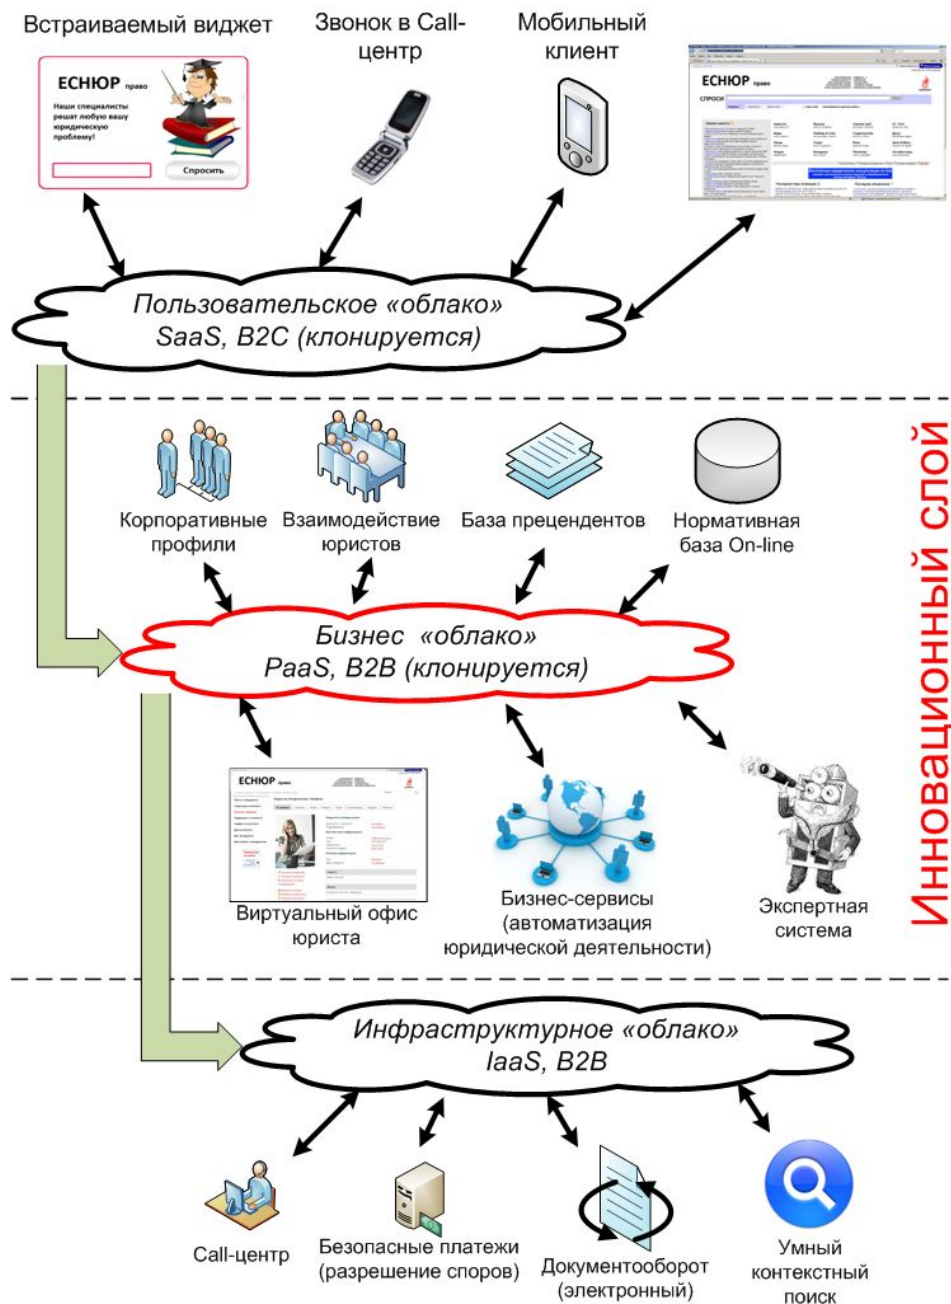 Встраиваемый виджет
Звонок в Call-
центр
Мобильный
клиент
ЕСНЮР право
Наши специалисты
решат любую вашу
юридическую
проблему!
Спросить
ЕСНЮР право
СПРОСИ
Пользовательское «облако»
SaaS, B2C (клонируется)
Инновационный слой
Корпоративные
профили
Взаимодействие
юристов
База прецендентов
Нормативная
база On-line
Бизнес «облако»
PaaS, B2B (клонируется)
ЕСНЮР право
Виртуальный офис
юриста
Бизнес-сервисы
(автоматизация
юридической деятельности)
Экспертная
система
Инфраструктурное «облако»
IaaS, B2B
Call-центр
Безопасные платежи
(разрешение споров)
Документооборот
(электронный)
Умный
контекстный
поиск